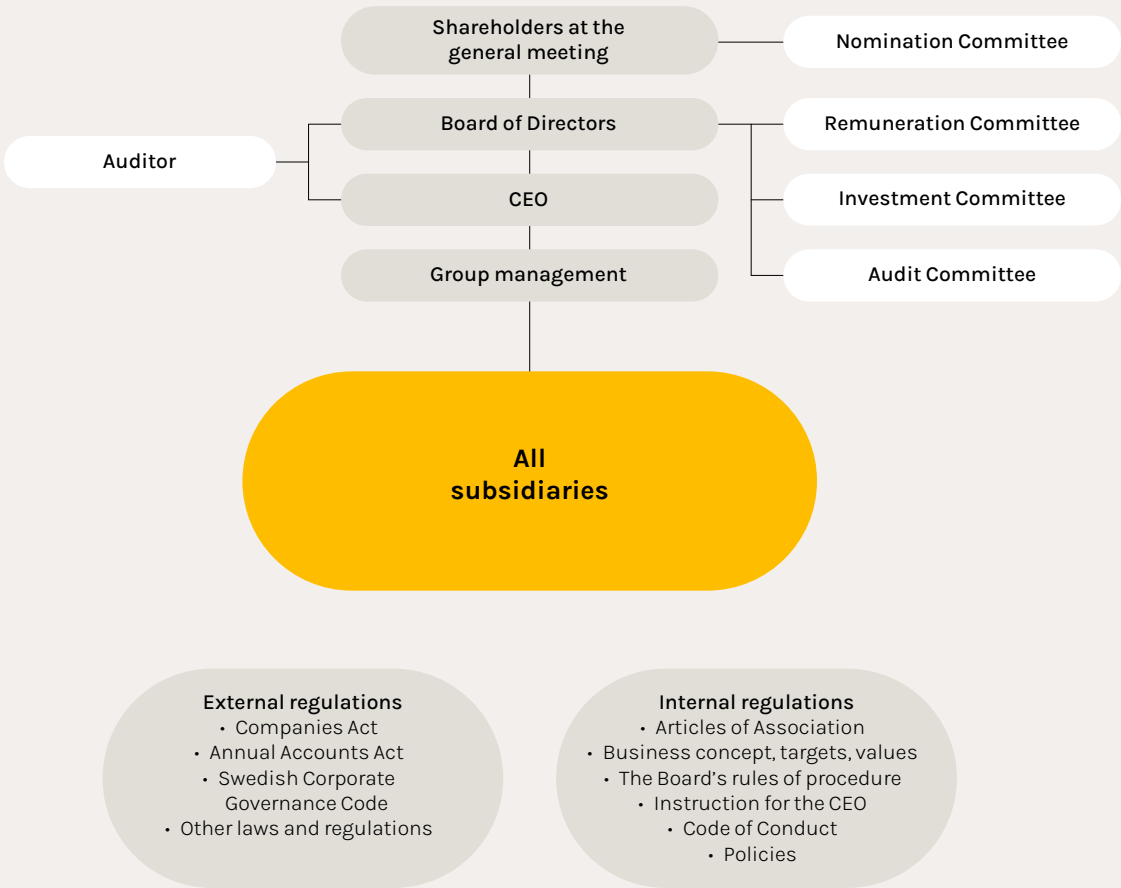 Shareholders at the
general meeting
Nomination Committee
Board of Directors
Remuneration Committee
Auditor
CEO
Investment Committee
Group management
Audit Committee
All
subsidiaries
External regulations
• Companies Act
• Annual Accounts Act
• Swedish Corporate
Governance Code
• Other laws and regulations
Internal regulations
• Articles of Association
• Business concept, targets, values
• The Board’s rules of procedure
• Instruction for the CEO
• Code of Conduct
• Policies